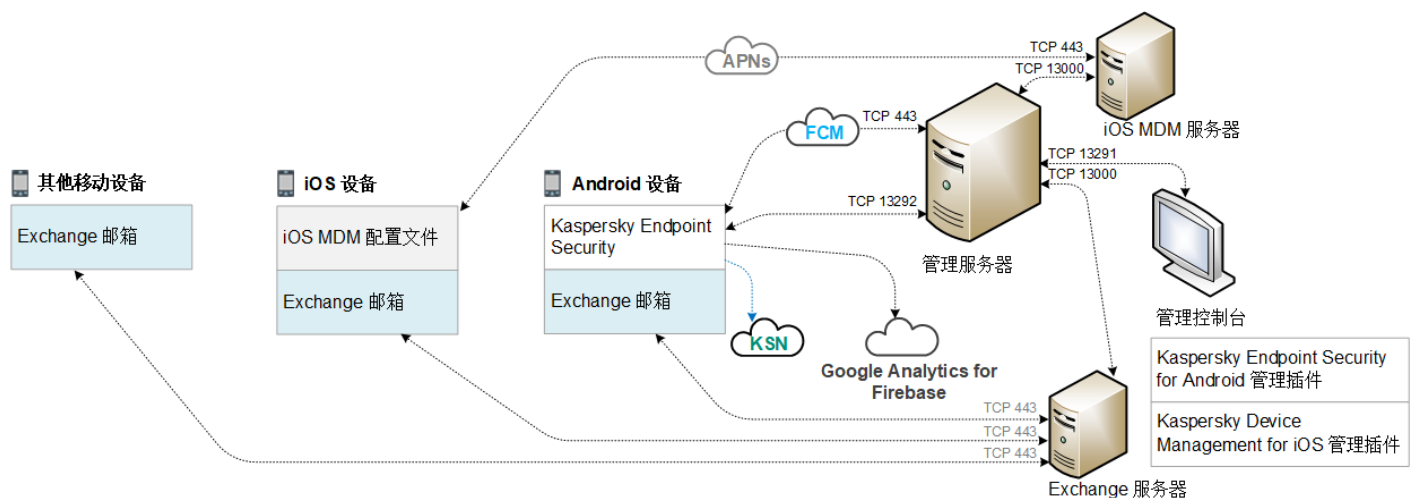 APNs
TCP 443
TCP 13000
iOS MDM 服务器
FCM
TCP 443
TCP 13291
TCP 13000
其他移动设备
Exchange 邮箱
iOS 设备
iOS MDM 配置文件
Exchange 邮箱
Android 设备
Kaspersky Endpoint
Security
Exchange 邮箱
TCP 13292
管理服务器
KSN
Google Analytics for
Firebase
管理控制台
Kaspersky Endpoint Security
for Android 管理插件
Kaspersky Device
Management for iOS 管理插件
TCP 443
TCP 443
TCP 443
Exchange 服务器